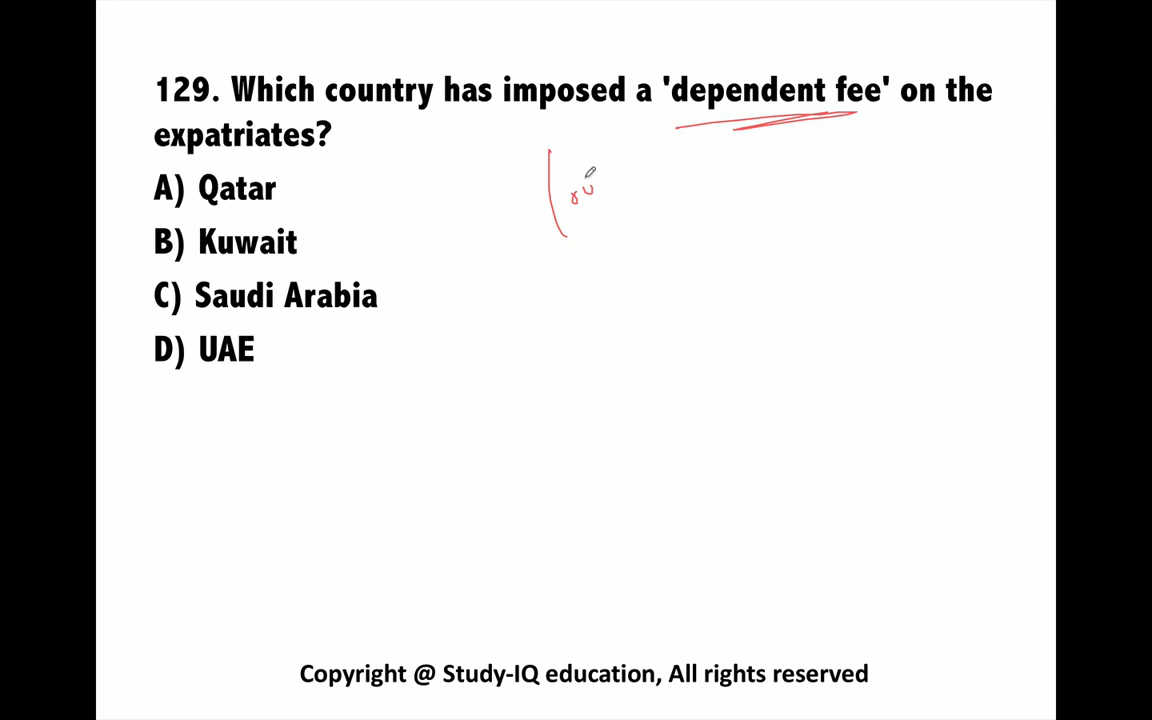 129. Which country has imposed a 'dependent fee' on the
expatriates?
A) Qatar
B) Kuwait
C) Saudi Arabia
D) UAE
Copyright @ Study-IQ education, All rights reserved